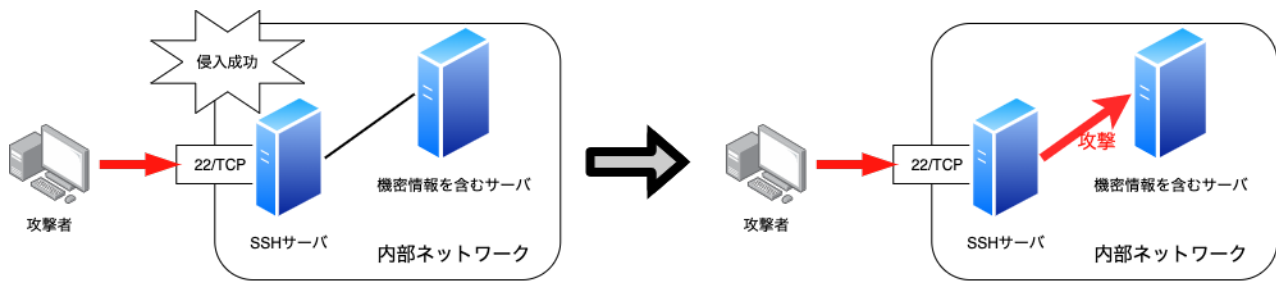 侵入成功
22/TCP
機密情報を含むサーバ
攻撃者
SSHサーバ
内部ネットワーク
攻撃
22/TCP
機密情報を含むサーバ
攻撃者
SSHサーバ
内部ネットワーク